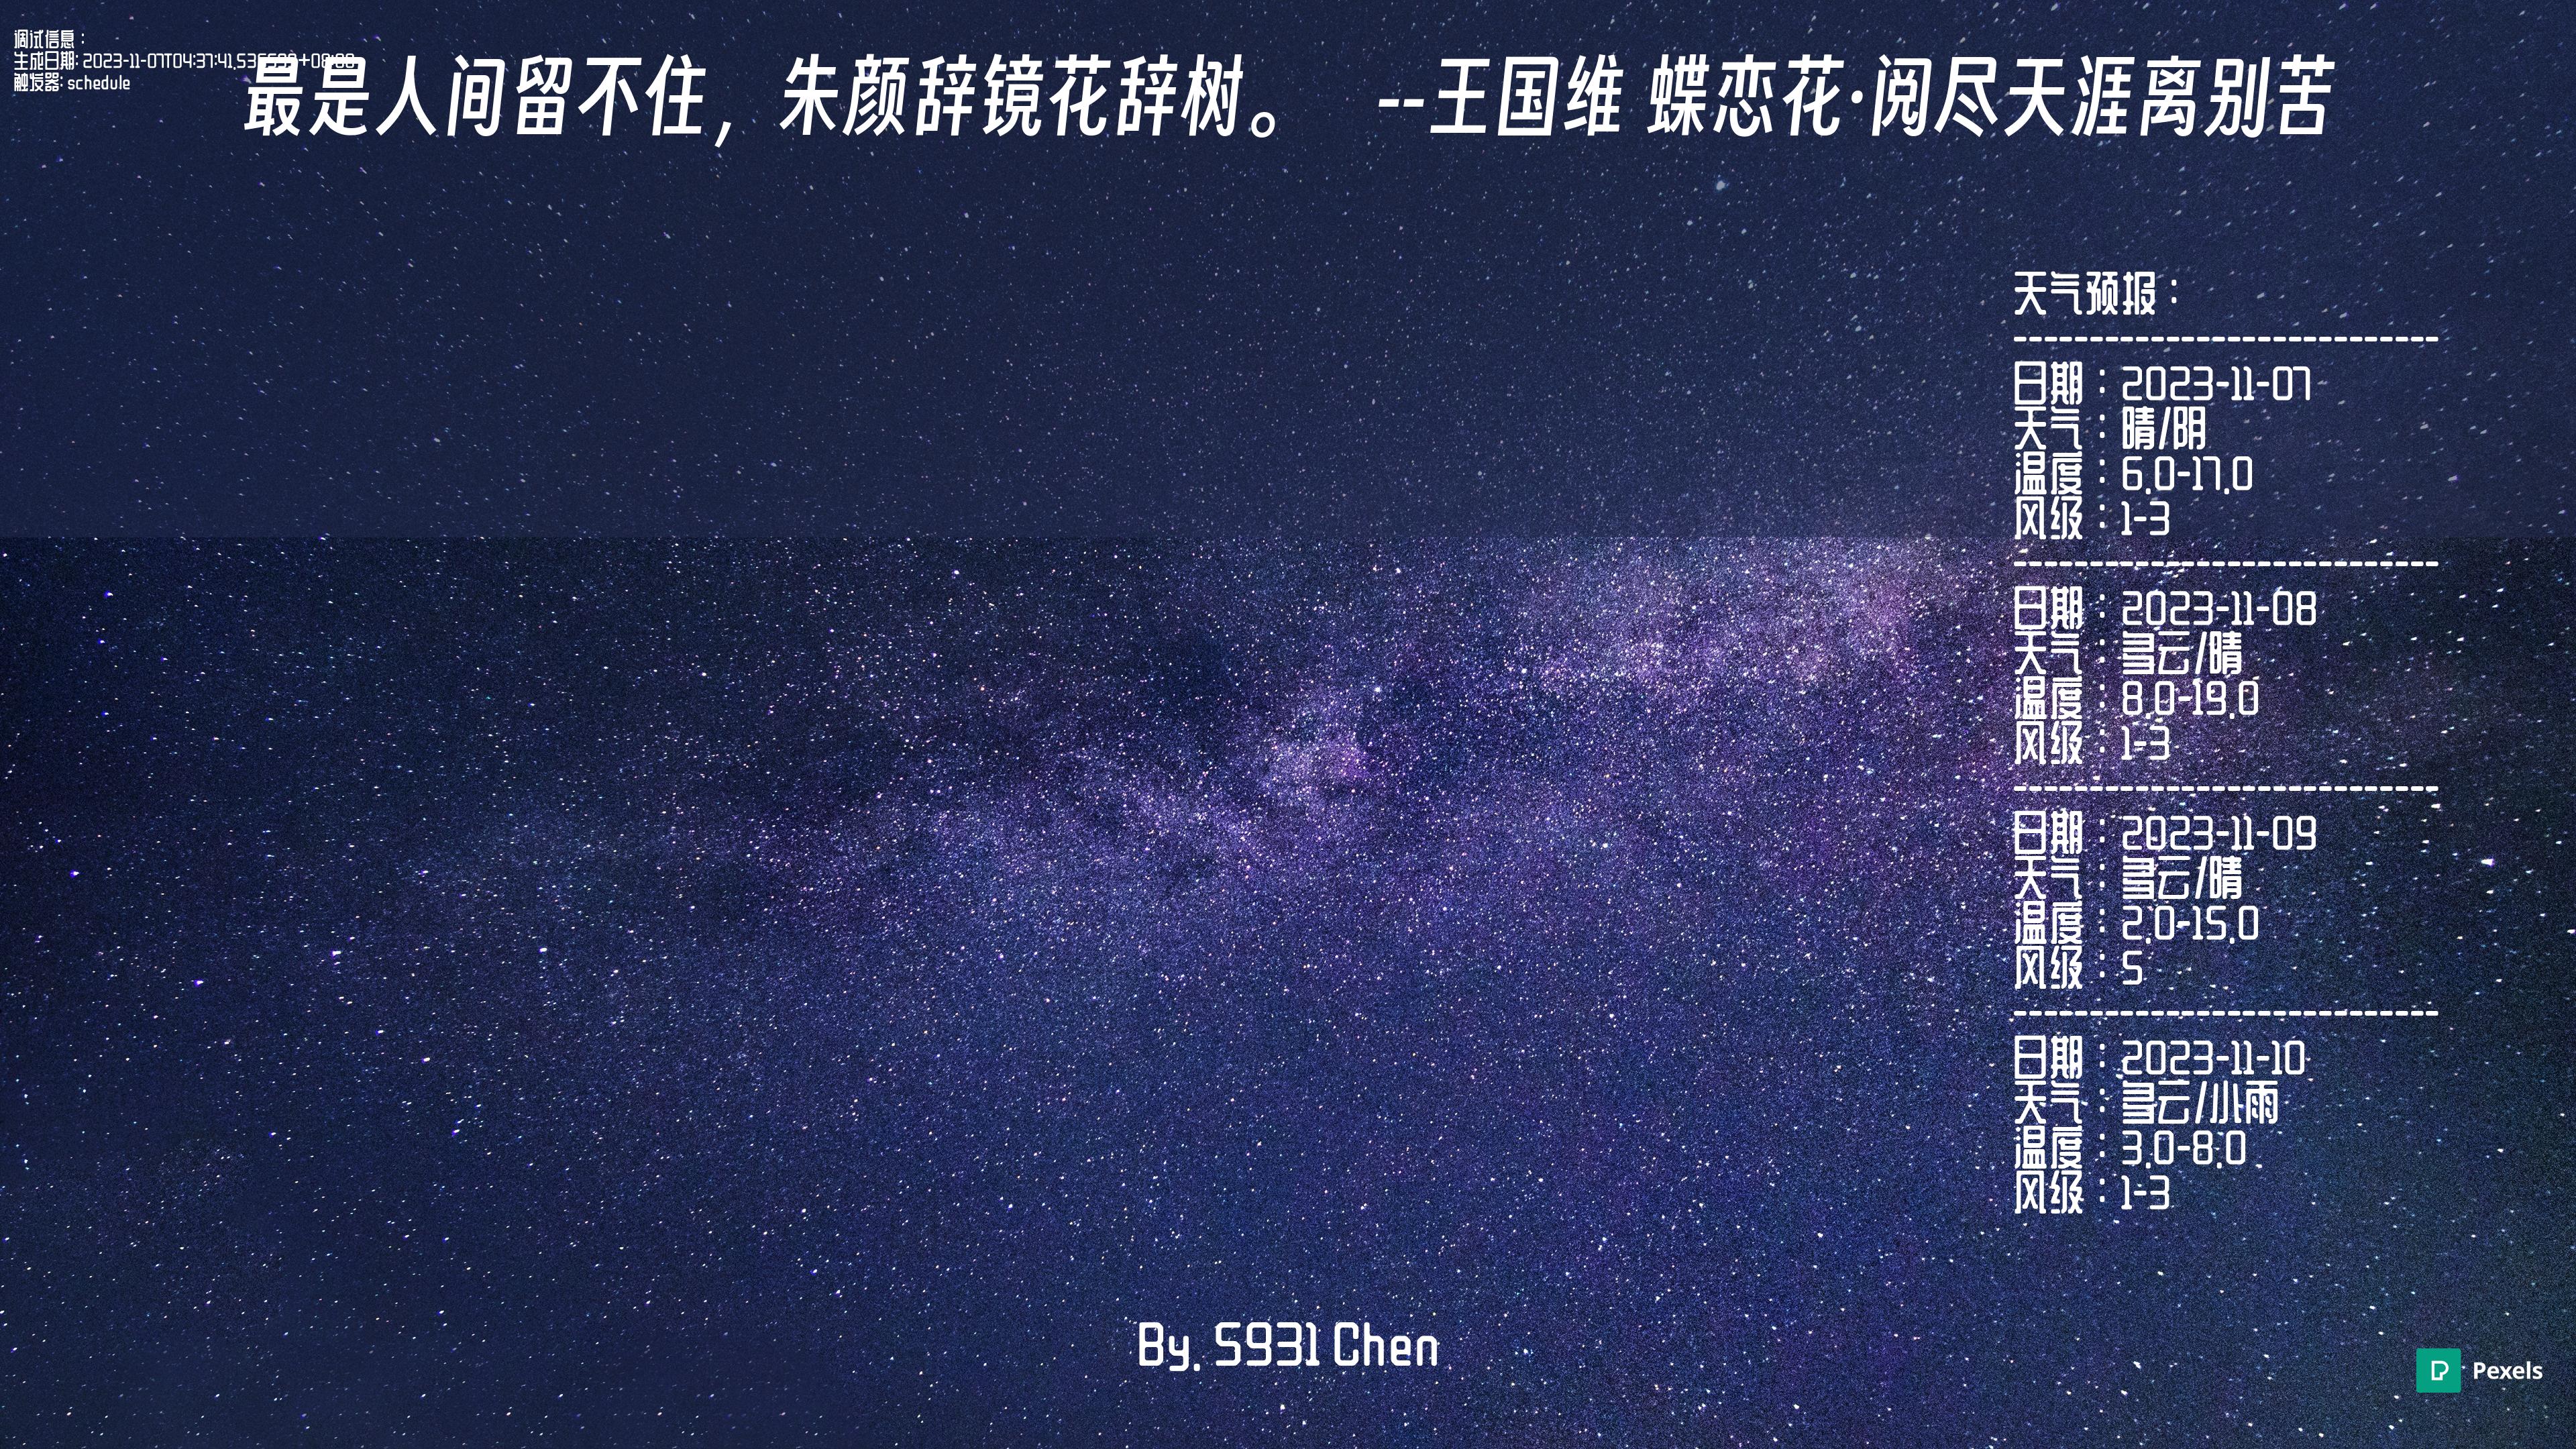 调试信息：
生成日期: 2023-11-07T04:37:41.
触发器: schedule
最是人间留不住，朱颜辞镜花辞树。 --王国维 蝶恋花·阅尽天涯离别苦
天气预报：
----------------------------
日期：2023-11-07
天气：晴/阴
温度：6.0-17.0
风级：1-3
----------------------------
日期：2023-11-08
天气：多云/晴
温度：8.0-19.0
风级：1-3
----------------------------
日期：2023-11-09
天气：多云/晴
温度：2.0-15.0
风级：5
----------------------------
日期：2023-11-10
天气：多云/小雨
温度：3.0-8.0
风级：1-3
By. S931 Chen
Pexels